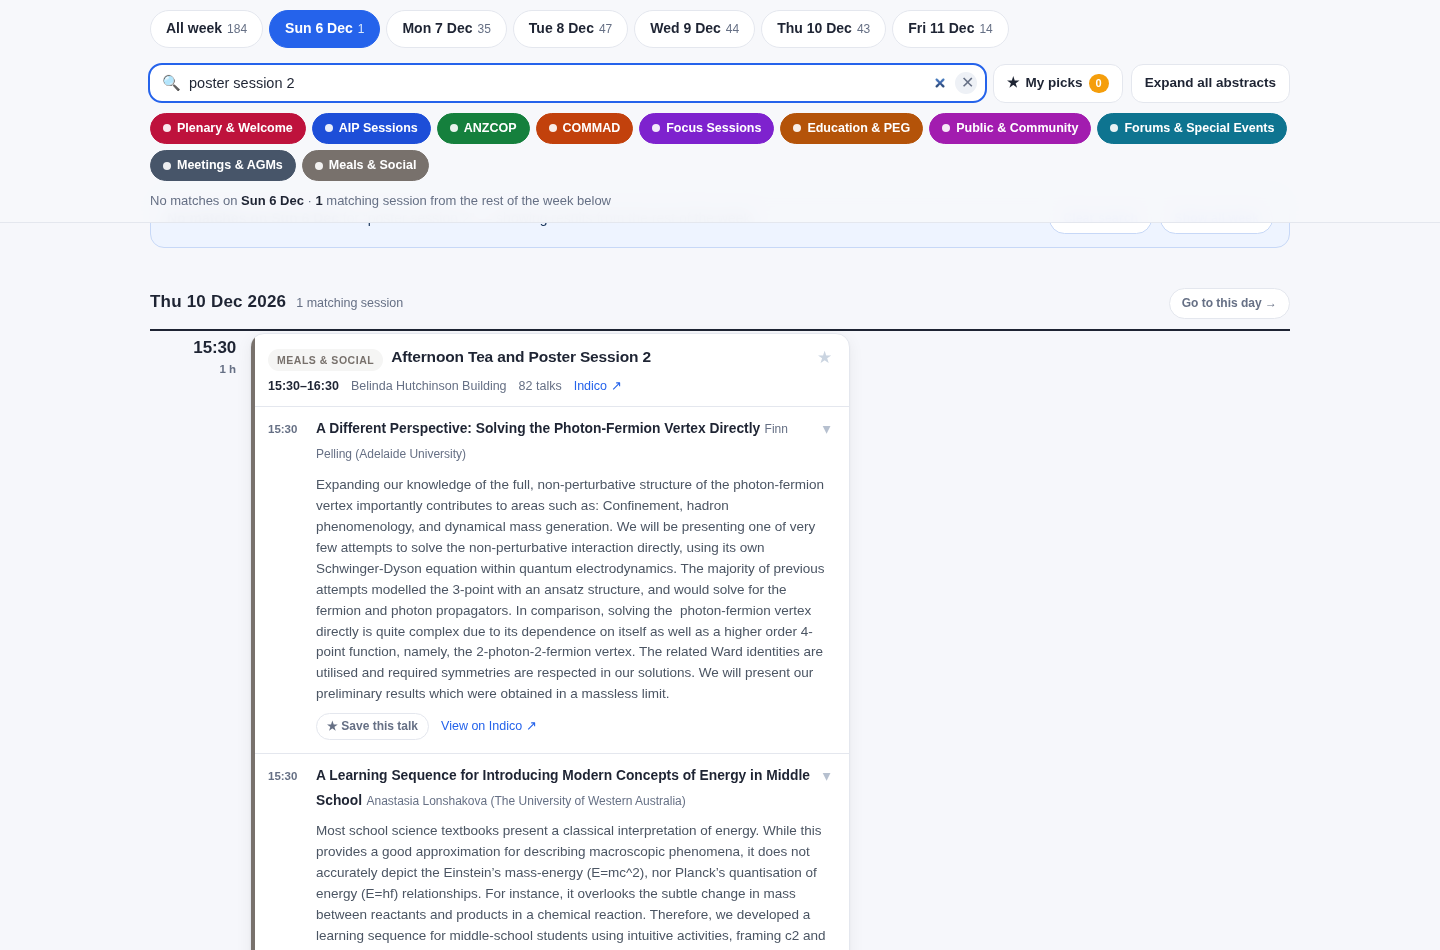 All week 184 Sun 6 Dec 1 Mon 7 Dec 35 Tue 8 Dec 47 Wed 9 Dec 44 Thu 10 Dec 43 Fri 11 Dec 14
poster session 2
★ My picks 0 Expand all abstracts
Plenary & Welcome AIP Sessions ANZCOP COMMAD Focus Sessions Education & PEG Public & Community Forums & Special Events
Meetings & AGMs Meals & Social
No matches on Sun 6 Dec · 1 matching session from the rest of the week below
Thu 10 Dec 2026 1 matching session Go to this day →
15:30
1 h
MEALS & SOCIAL Afternoon Tea and Poster Session 2
15:30–16:30 Belinda Hutchinson Building 82 talks Indico ↗
15:30 A Different Perspective: Solving the Photon-Fermion Vertex Directly Finn
Pelling (Adelaide University)
Expanding our knowledge of the full, non-perturbative structure of the photon-fermion
vertex importantly contributes to areas such as: Confinement, hadron
phenomenology, and dynamical mass generation. We will be presenting one of very
few attempts to solve the non-perturbative interaction directly, using its own
Schwinger-Dyson equation within quantum electrodynamics. The majority of previous
attempts modelled the 3-point with an ansatz structure, and would solve for the
fermion and photon propagators. In comparison, solving the photon-fermion vertex
directly is quite complex due to its dependence on itself as well as a higher order 4-
point function, namely, the 2-photon-2-fermion vertex. The related Ward identities are
utilised and required symmetries are respected in our solutions. We will present our
preliminary results which were obtained in a massless limit.
★ Save this talk View on Indico ↗
15:30 A Learning Sequence for Introducing Modern Concepts of Energy in Middle
School Anastasia Lonshakova (The University of Western Australia)
Most school science textbooks present a classical interpretation of energy. While this
provides a good approximation for describing macroscopic phenomena, it does not
accurately depict the Einstein’s mass-energy (E=mc^2), nor Planck’s quantisation of
energy (E=hf) relationships. For instance, it overlooks the subtle change in mass
between reactants and products in a chemical reaction. Therefore, we developed a
learning sequence for middle-school students using intuitive activities, framing c2 and